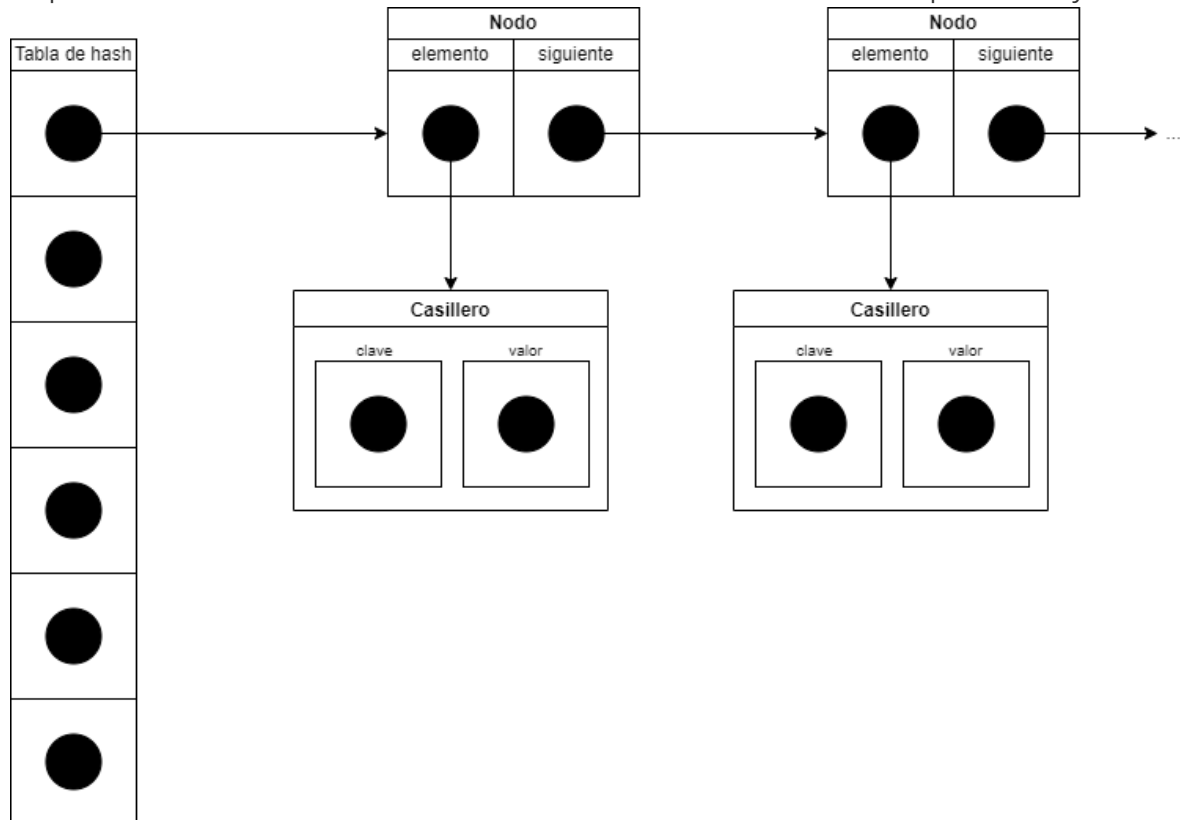 Nodo
Nodo
Tabla de hash
elemento
siguiente
elemento
siguiente
...
Casillero
Casillero
clave
valor
clave
valor